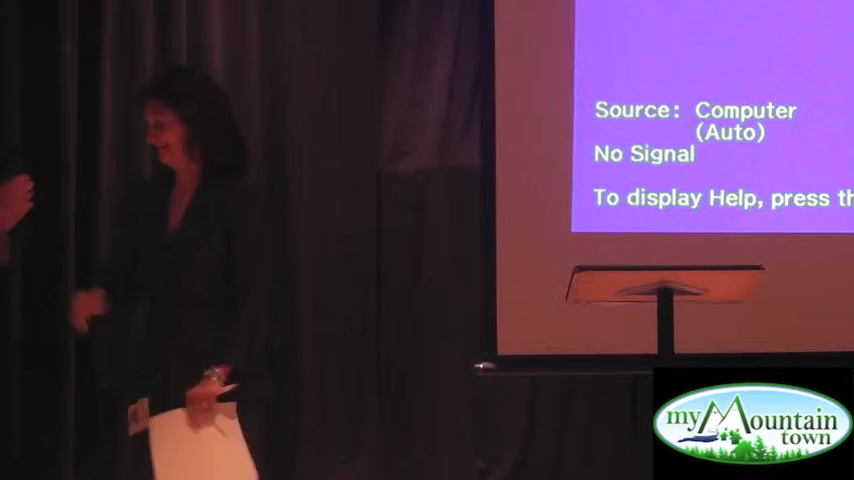 Source: Computer
(Auto)
No Signal
To display Help, press th
my Mountain
town